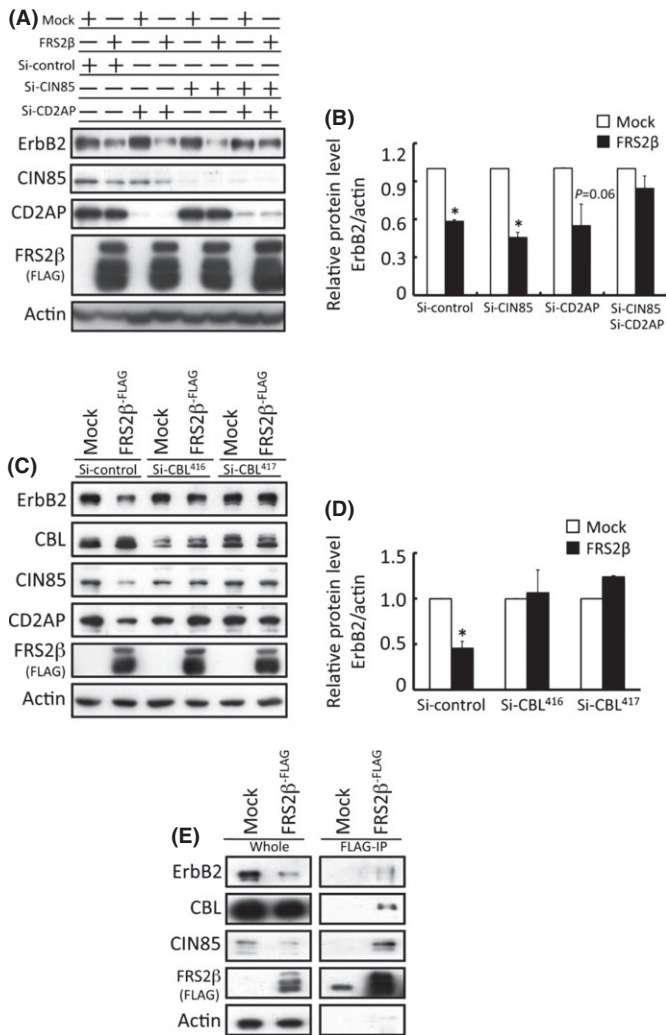 (A)
Mock + — + — + — + —
FRS2β — + — + — + — +
Si-control + + — — — — — —
Si-CIN85 — — — — + + + +
Si-CD2AP — — + + — — + +
ErbB2
CIN85
CD2AP
FRS2β
(FLAG)
Actin
(B)
Mock
FRS2β
Relative protein level
ErbB2/actin
1.2
0.9
0.6
0.3
0
*
*
P=0.06
Si-control
Si-CIN85
Si-CD2AP
Si-CIN85
Si-CD2AP
(C)
Mock
FRS2β-FLAG
Mock
FRS2β-FLAG
Mock
FRS2β-FLAG
Si-control
Si-CBL416
Si-CBL417
ErbB2
CBL
CIN85
CD2AP
FRS2β
(FLAG)
Actin
(D)
Mock
FRS2β
Relative protein level
ErbB2/actin
1.5
1.0
0.5
0
*
Si-control
Si-CBL416
Si-CBL417
(E)
Mock
FRS2β-FLAG
Mock
FRS2β-FLAG
Whole
FLAG-IP
ErbB2
CBL
CIN85
FRS2β
(FLAG)
Actin